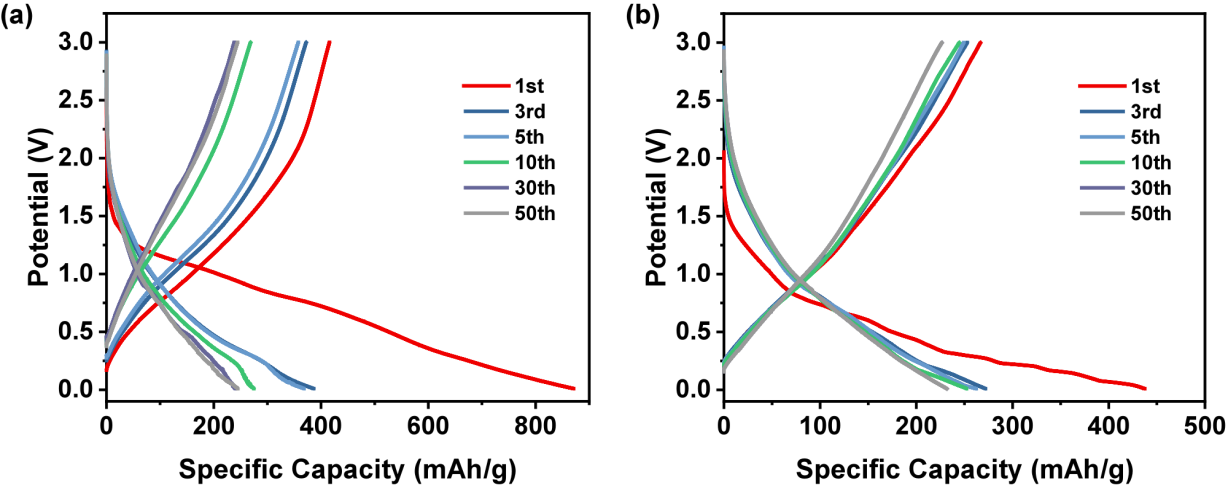 (a)
3.0
2.5
2.0
1.5
1.0
0.5
0.0
Potential (V)
1st
3rd
5th
10th
30th
50th
0
200
400
600
800
Specific Capacity (mAh/g)
(b)
3.0
2.5
2.0
1.5
1.0
0.5
0.0
Potential (V)
1st
3rd
5th
10th
30th
50th
0
100
200
300
400
500
Specific Capacity (mAh/g)